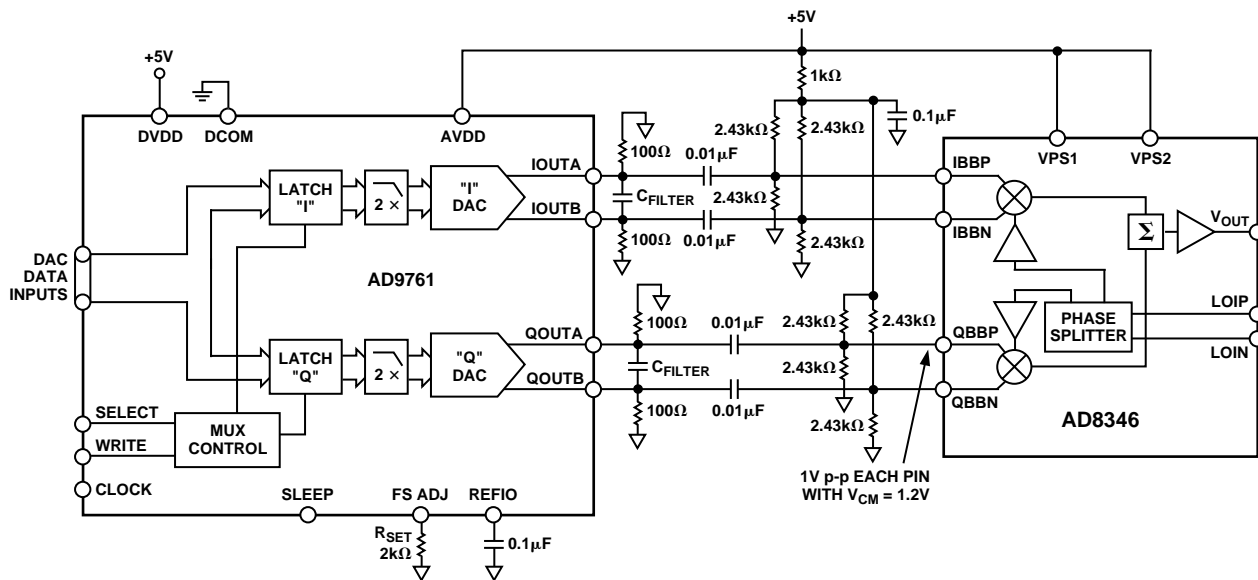 +5V
+5V
DVDD
DCOM
AVDD
1kΩ
2.43kΩ
2.43kΩ
0.1µF
100Ω
0.01µF
VPS1
VPS2
LATCH
"I"
2 ×
"I"
DAC
IOUTA
IOUTB
C_FILTER
2.43kΩ
IBBP
IBBN
100Ω
0.01µF
2.43kΩ
Σ
V_OUT
DAC
DATA
INPUTS
AD9761
100Ω
0.01µF
2.43kΩ
2.43kΩ
PHASE
SPLITTER
LOIP
LOIN
LATCH
"Q"
2 ×
"Q"
DAC
QOUTA
QOUTB
C_FILTER
2.43kΩ
QBBP
QBBN
100Ω
0.01µF
2.43kΩ
AD8346
SELECT
WRITE
CLOCK
MUX
CONTROL
1V p-p EACH PIN
WITH V_CM = 1.2V
SLEEP
FS ADJ
REFIO
R_SET
2kΩ
0.1µF